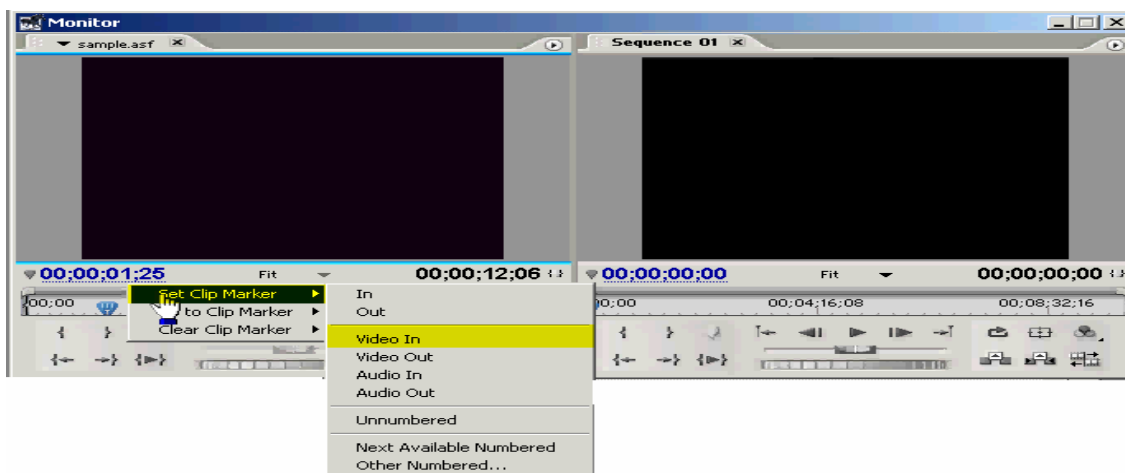 Monitor
sample.asf
Sequence 01
00;00;01;25 Fit 00;00;12;06
00;00;00;00 Fit 00;00;00;00
00;00
Set Clip Marker
to Clip Marker
Clear Clip Marker
In
Out
Video In
Video Out
Audio In
Audio Out
Unnumbered
Next Available Numbered
Other Numbered...
0;00 00;04;16;08 00;08;32;16